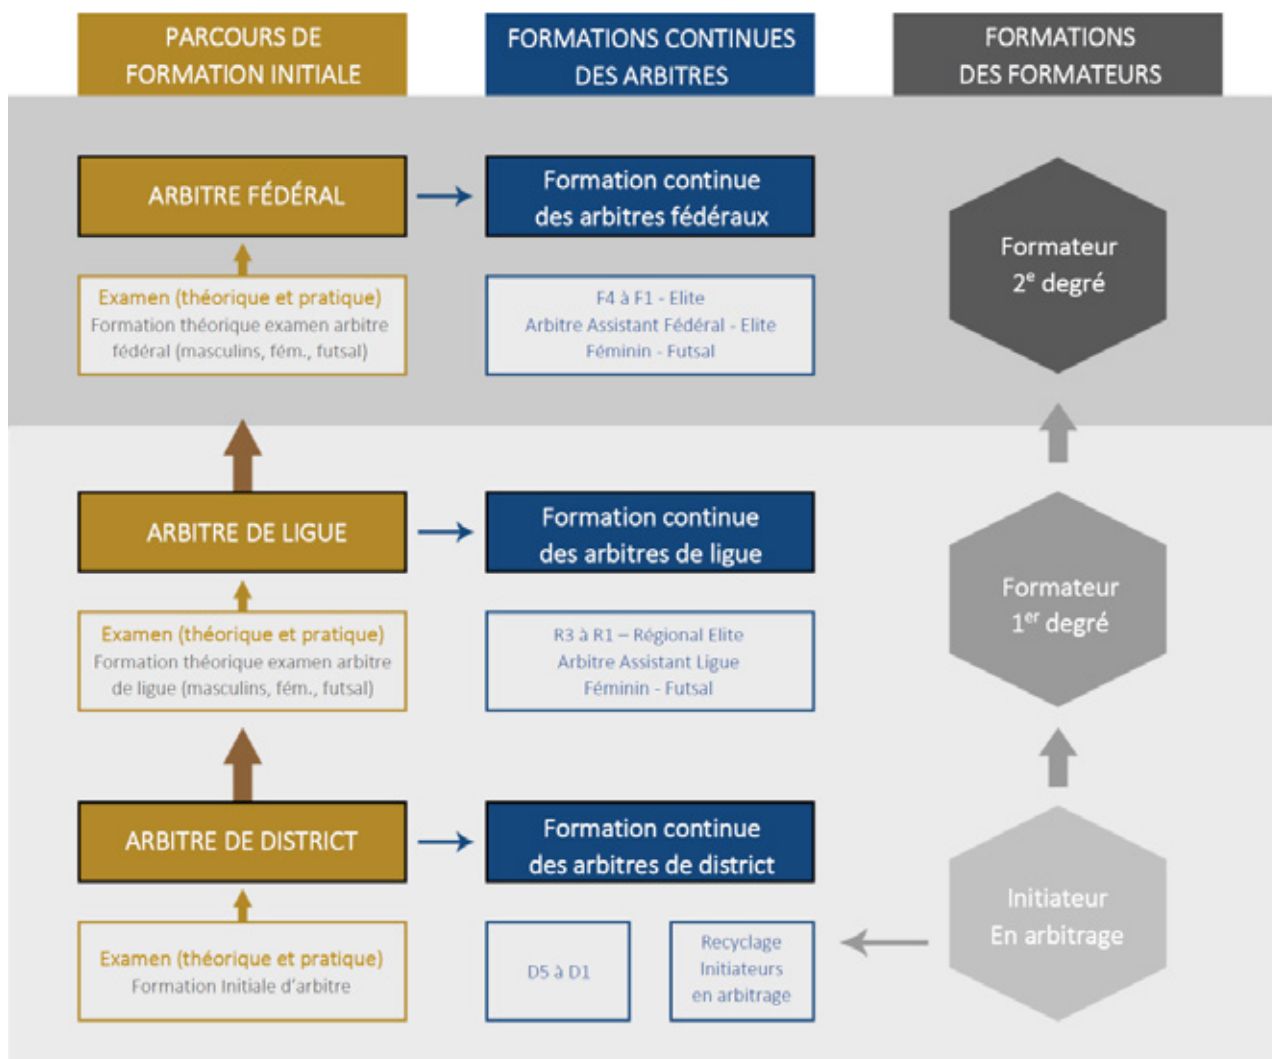 PARCOURS DE
FORMATION INITIALE
FORMATIONS CONTINUES
DES ARBITRES
FORMATIONS
DES FORMATEURS
ARBITRE FÉDÉRAL
Formation continue
des arbitres fédéraux
Formateur
2e degré
Examen (théorique et pratique)
Formation théorique examen arbitre
fédéral (masculins, fém., futsal)
F4 à F1 - Elite
Arbitre Assistant Fédéral - Elite
Féminin - Futsal
ARBITRE DE LIGUE
Formation continue
des arbitres de ligue
Formateur
1er degré
Examen (théorique et pratique)
Formation théorique examen arbitre
de ligue (masculins, fém., futsal)
R3 à R1 – Régional Elite
Arbitre Assistant Ligue
Féminin - Futsal
ARBITRE DE DISTRICT
Formation continue
des arbitres de district
Initiateur
En arbitrage
Examen (théorique et pratique)
Formation Initiale d'arbitre
D5 à D1
Recyclage
Initiateurs
en arbitrage